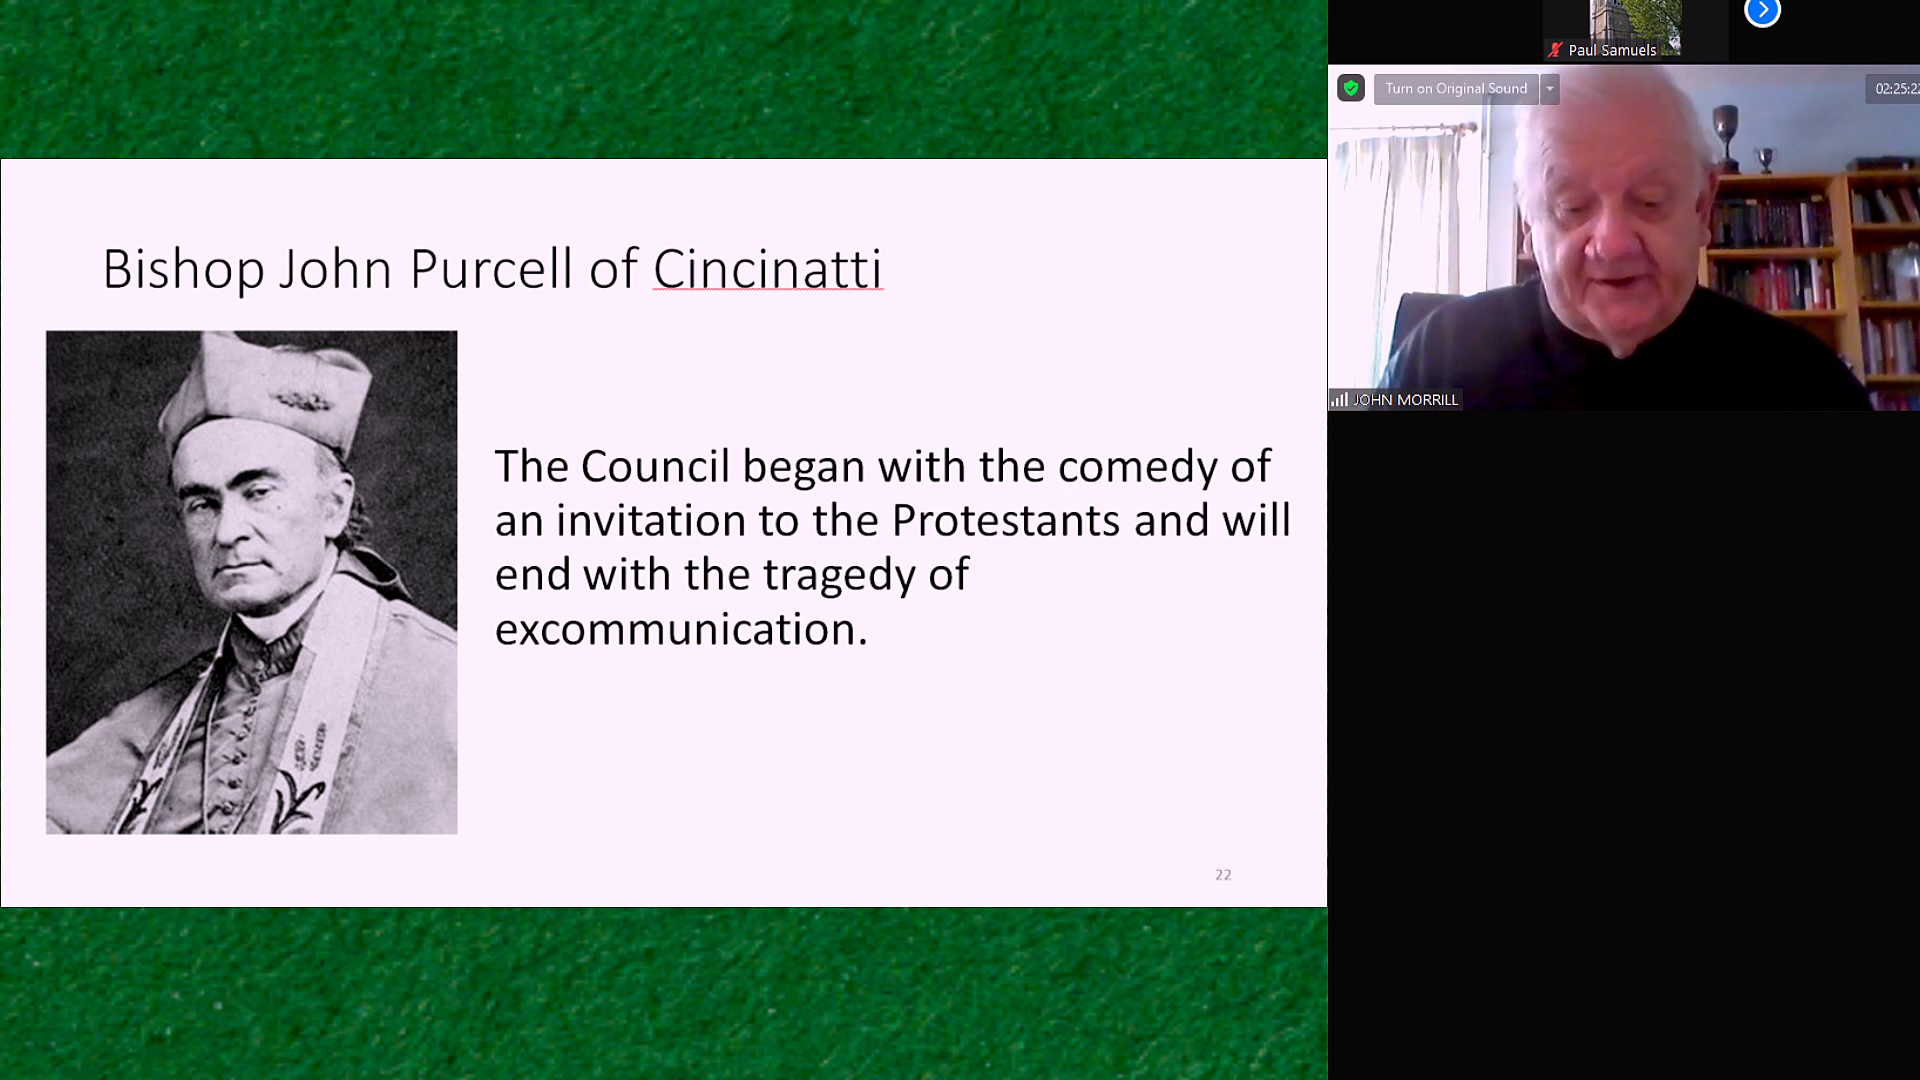 Bishop John Purcell of Cincinatti
The Council began with the comedy of
an invitation to the Protestants and will
end with the tragedy of
excommunication.
22
Paul Samuels
Turn on Original Sound
02:25:22
JOHN MORRILL